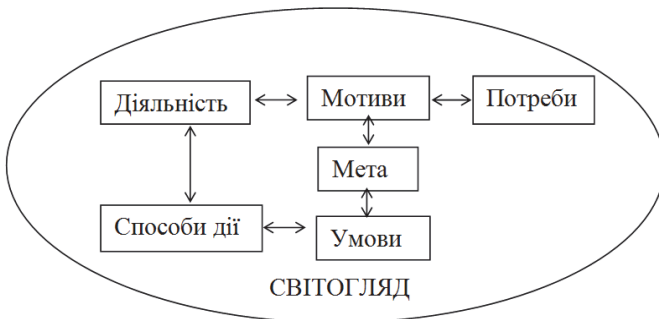 Діяльність
Мотиви
Потреби
Мета
Способи дії
Умови
СВІТОГЛЯД